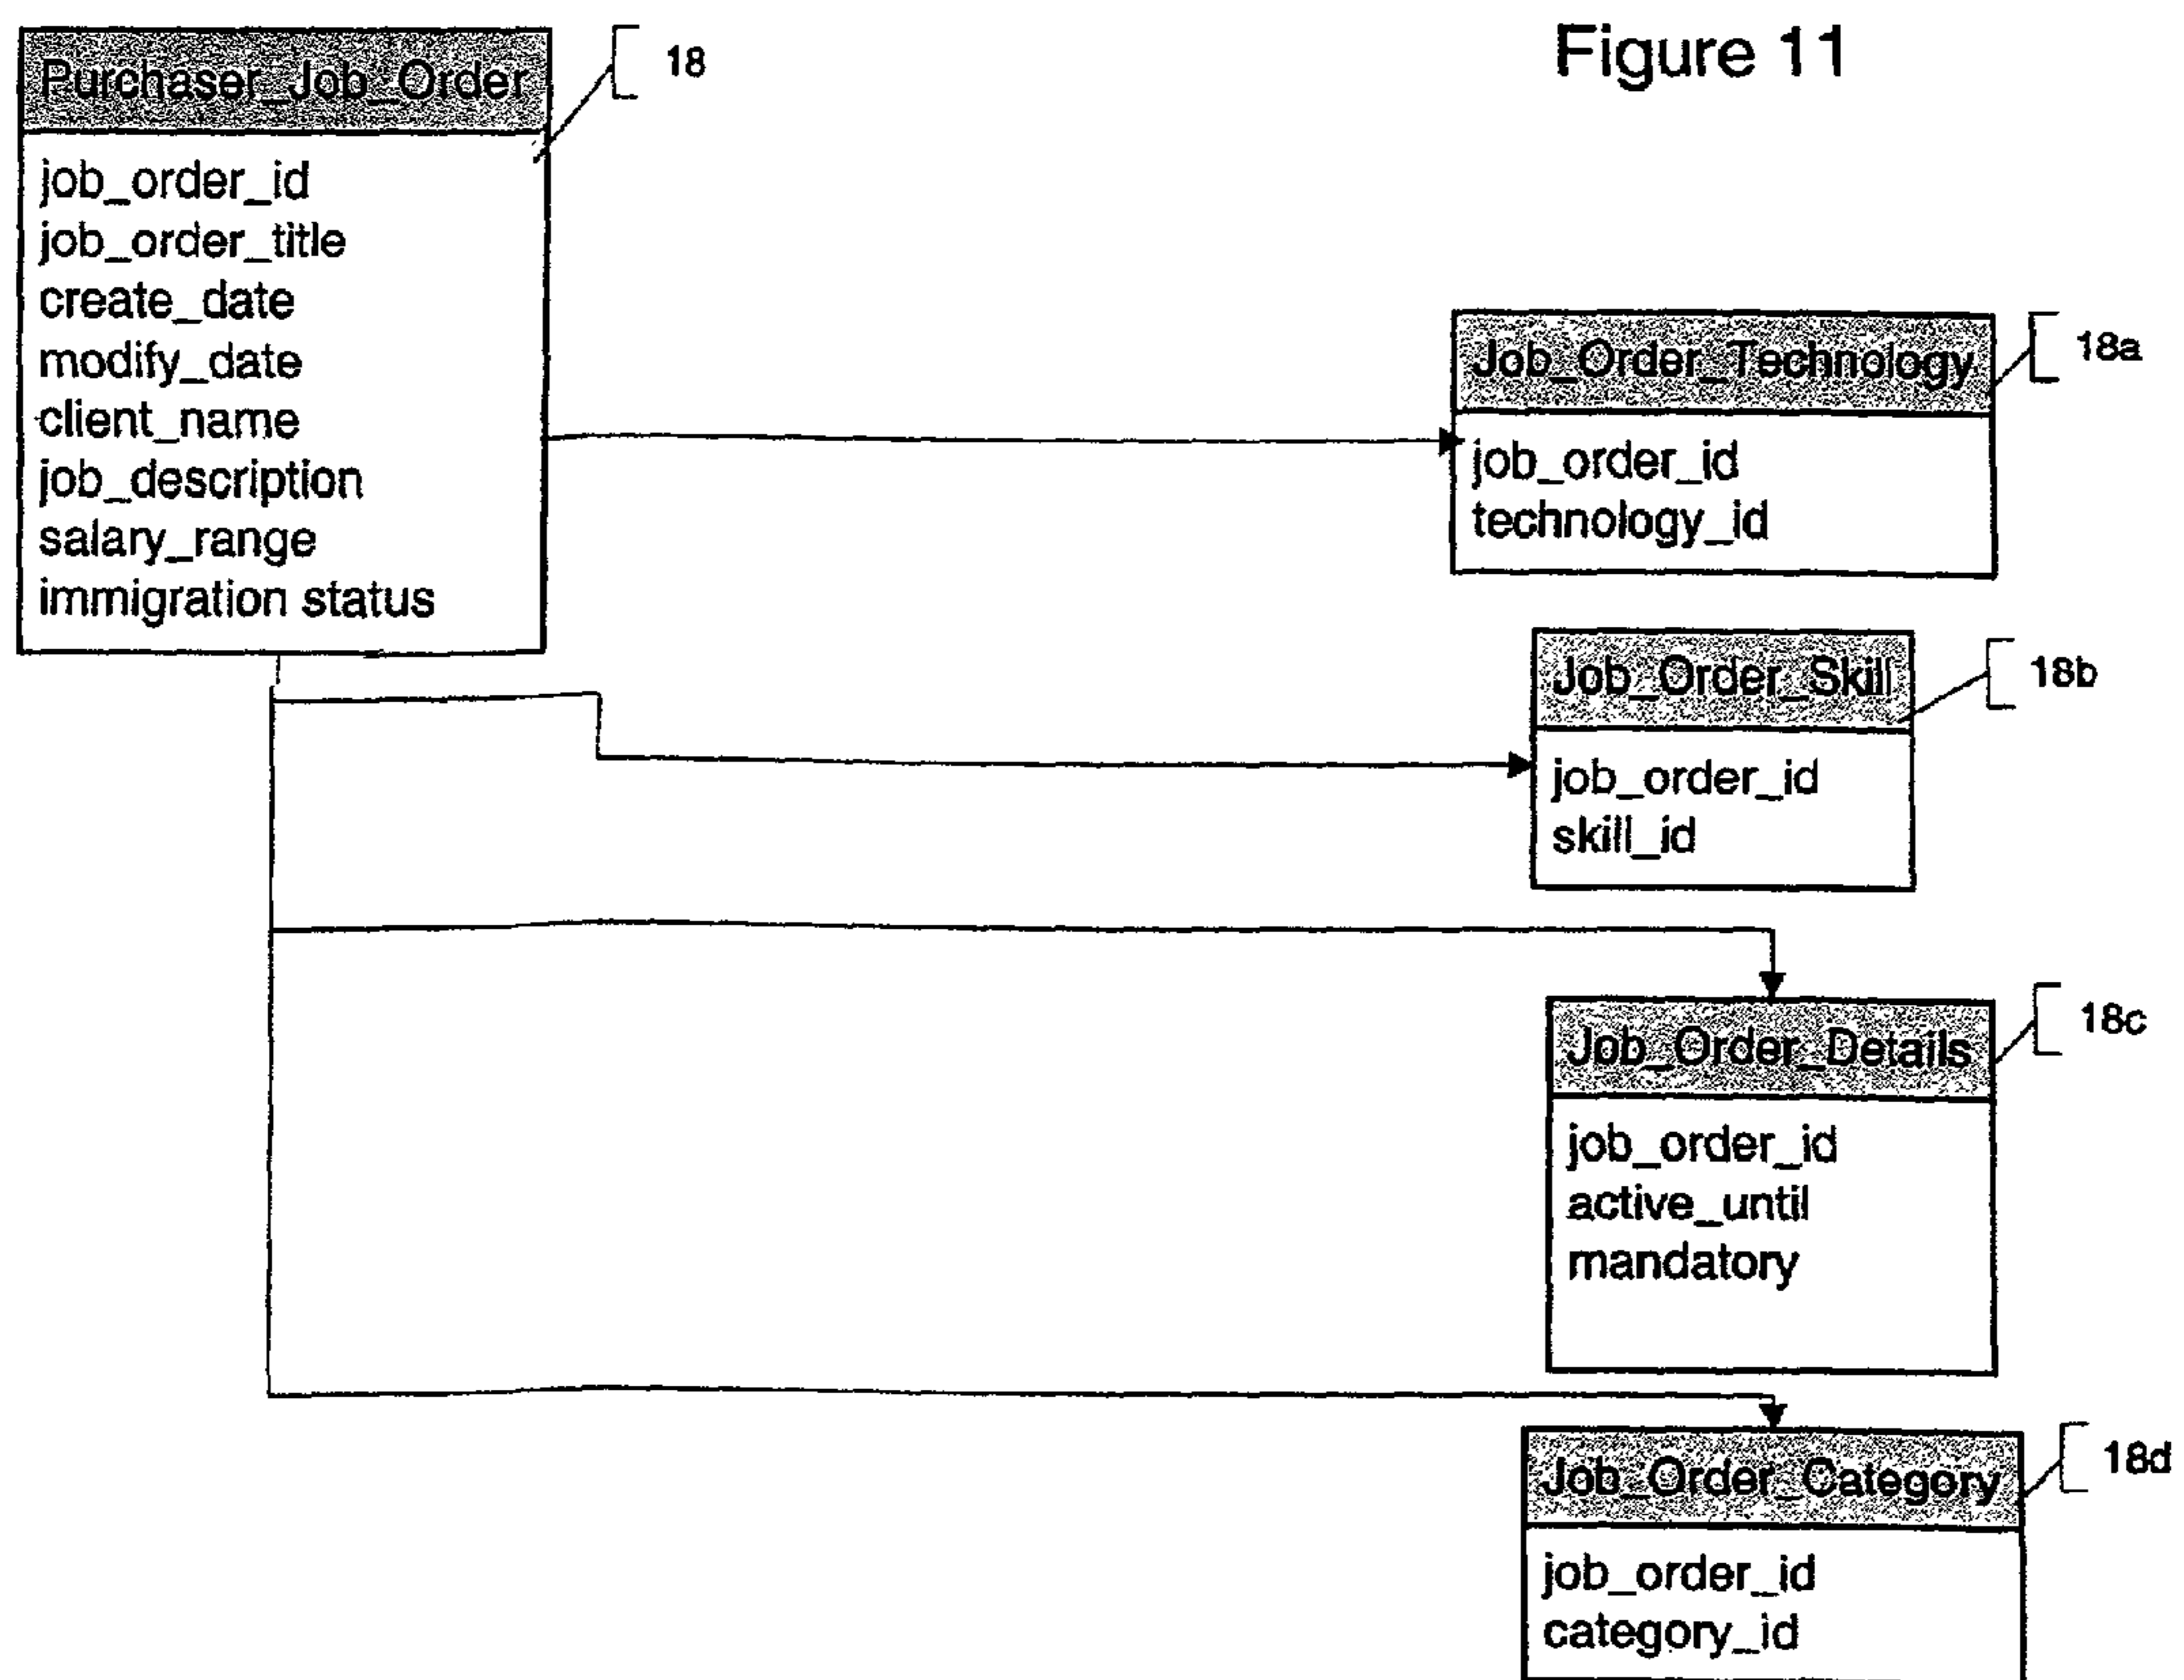 Figure 11
Purchaser_Job_Order
18
job_order_id
job_order_title
create_date
modify_date
client_name
job_description
salary_range
immigration status
Job_Order_Technology
18a
job_order_id
technology_id
Job_Order_Skill
18b
job_order_id
skill_id
Job_Order_Details
18c
job_order_id
active_until
mandatory
Job_Order_Category
18d
job_order_id
category_id